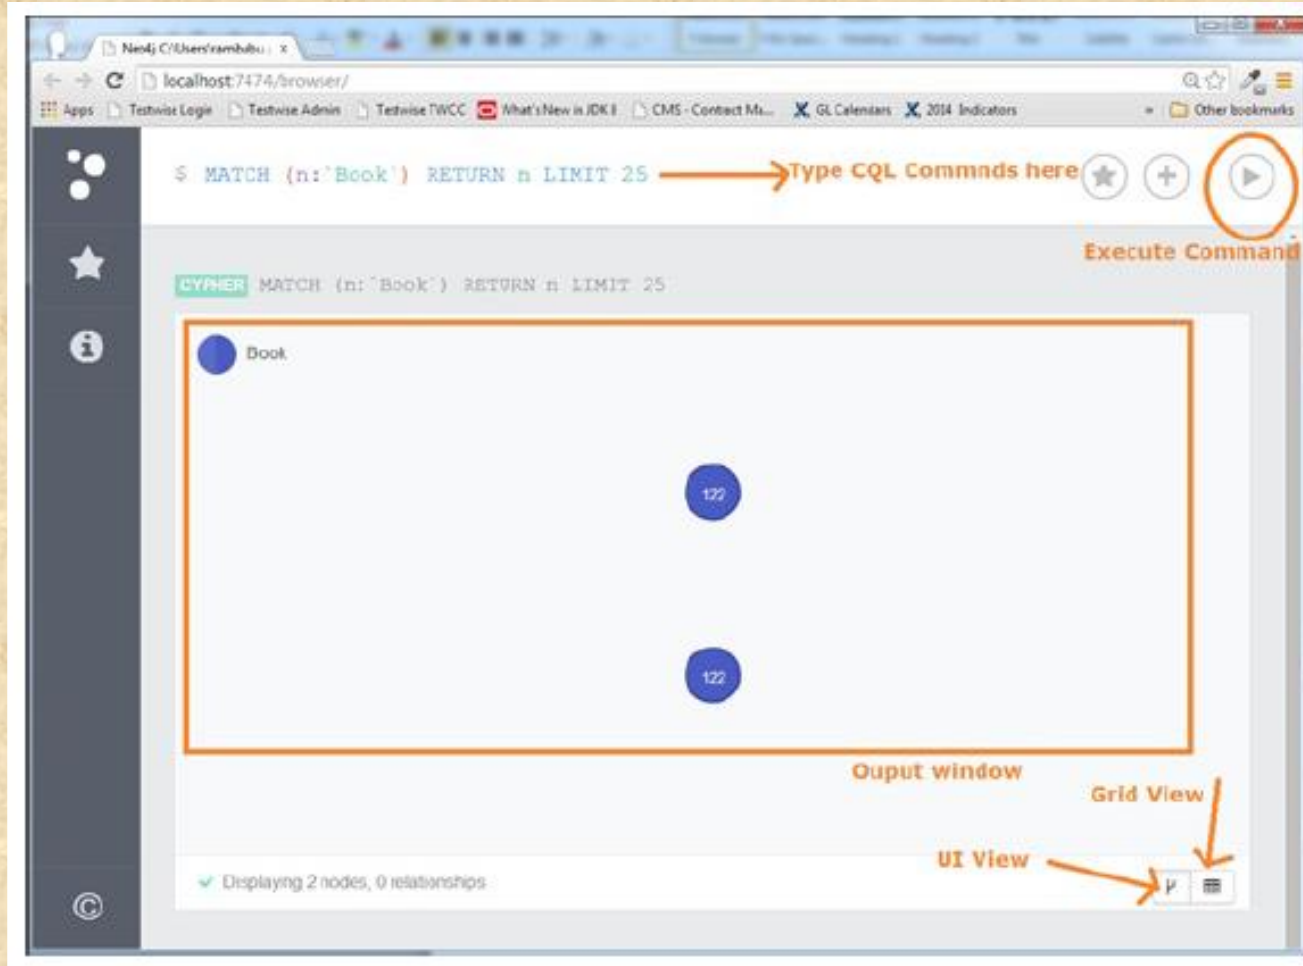 Neo4j C:\Users\rambabu... x
localhost:7474/browser/
Apps Testwise Login Testwise Admin Testwise TWCC What's New in JDK 8 CMS - Contract Ma... GL Calendars 2014 Indicators » Other bookmarks
$ MATCH (n:`Book`) RETURN n LIMIT 25 Type CQL Commnds here
Execute Command
CYPHER MATCH (n:`Book`) RETURN n LIMIT 25
Book
122
122
Ouput window
Grid View
UI View
Displaying 2 nodes, 0 relationships